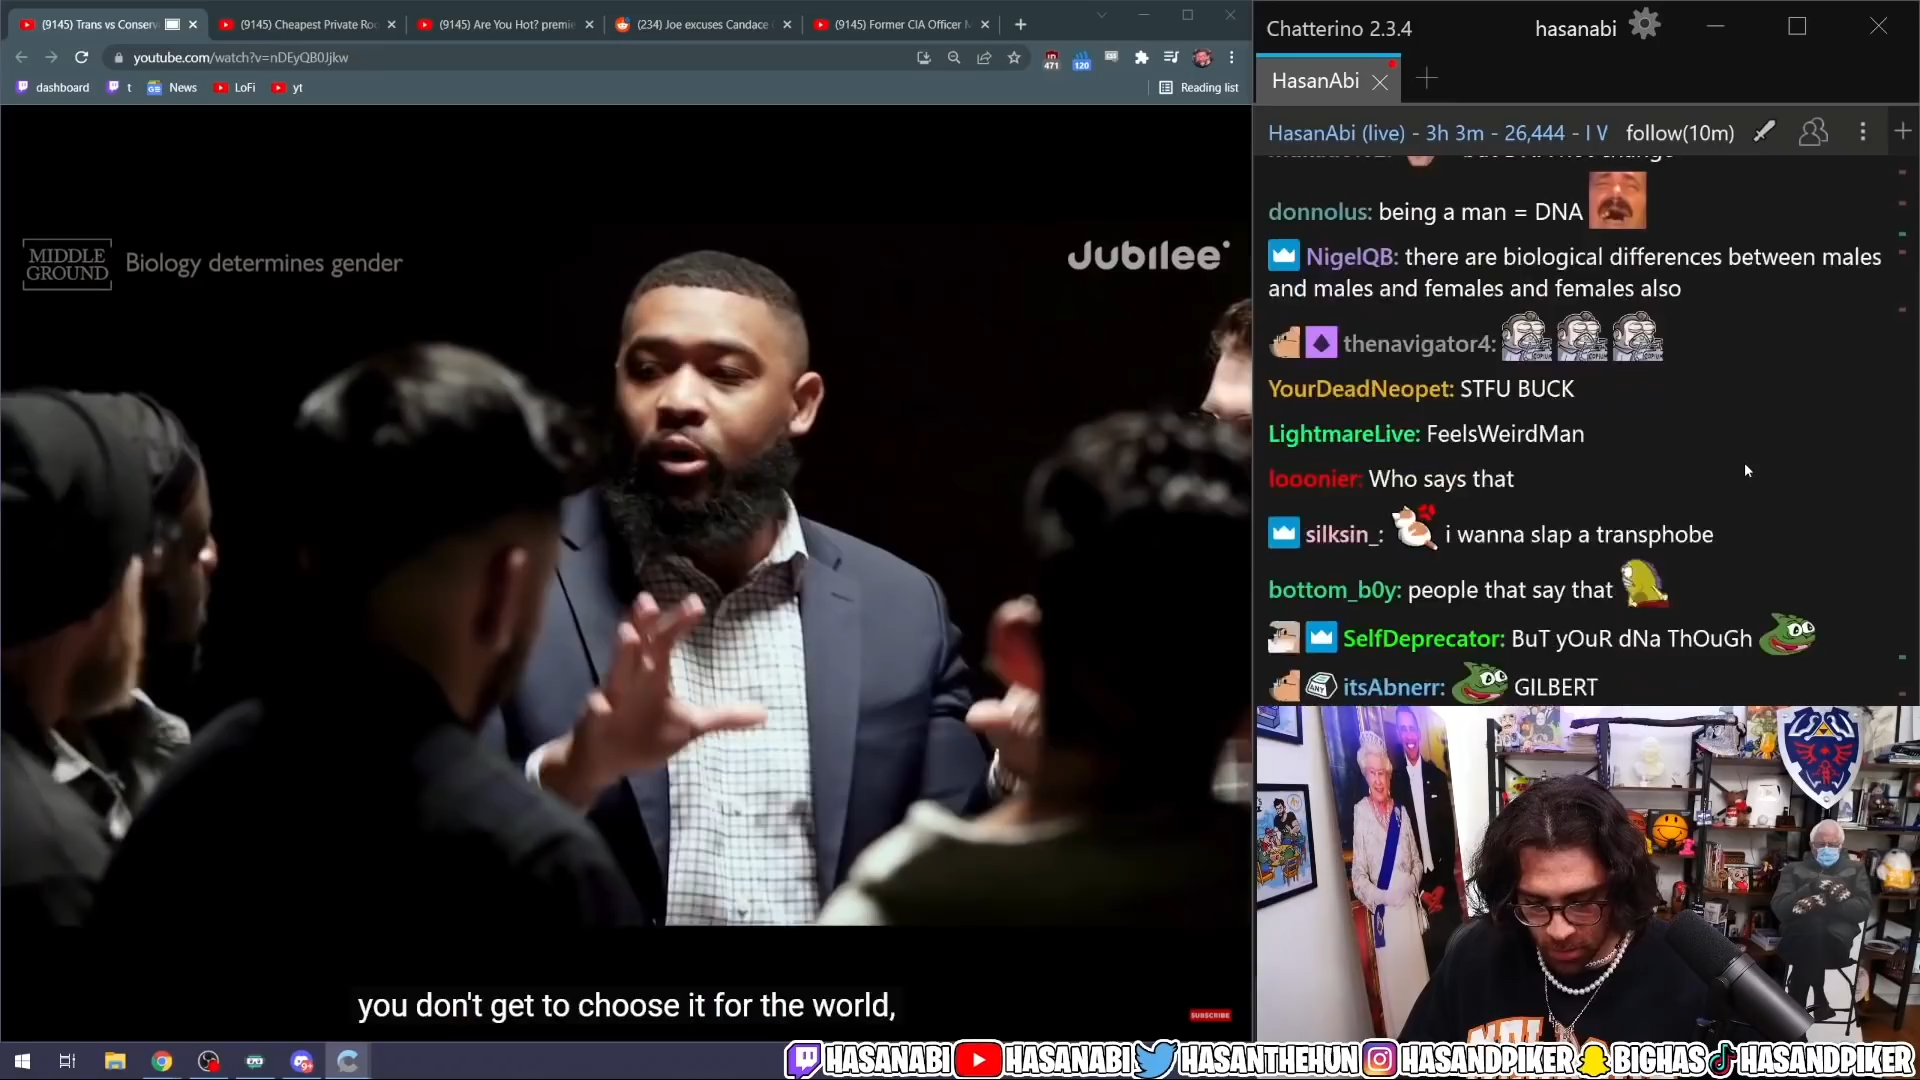 (9145) Trans vs Conserv
(9145) Cheapest Private Ro
(9145) Are You Hot? premie
(234) Joe excuses Candace
(9145) Former CIA Officer
youtube.com/watch?v=nDEyQB0Jjkw
471
120
dashboard
t
News
LoFi
yt
Reading list
MIDDLE
GROUND
Biology determines gender
Jubilee
you don't get to choose it for the world,
SUBSCRIBE
Chatterino 2.3.4
hasanabi
HasanAbi
HasanAbi (live) - 3h 3m - 26,444 - I V
follow(10m)
donnolus: being a man = DNA
NigelQB: there are biological differences between males
and males and females and females also
thenavigator4:
YourDeadNeopet: STFU BUCK
LightmareLive: FeelsWeirdMan
looonier: Who says that
silksin_: i wanna slap a transphobe
bottom_b0y: people that say that
SelfDeprecator: BuT yOuR dNa ThOuGh
itsAbnerr: GILBERT
HASANABI HASANABI HASANTHEHUN HASANDPIKER BIGHAS HASANDPIKER